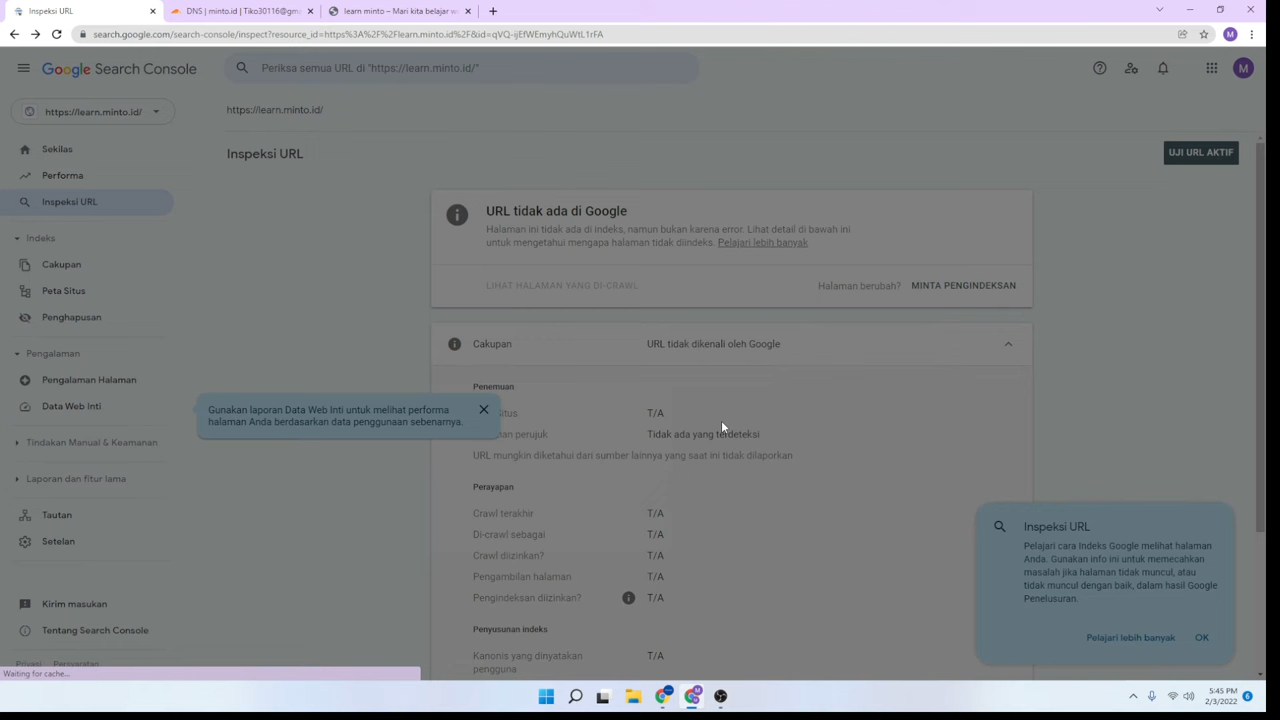 Inspeksi URL
DNS | minto.id | Tiko30116@gma
learn minto – Mari kita belajar we
search.google.com/search-console/inspect?resource_id=https%3A%2F%2Flearn.minto.id%2F&id=qVQ-ijEfWEmyhQuWtL1rFA
M
Google Search Console
Periksa semua URL di "https://learn.minto.id/"
M
https://learn.minto.id/
https://learn.minto.id/
Inspeksi URL
UJI URL AKTIF
Sekilas
Performa
Inspeksi URL
Indeks
Cakupan
Peta Situs
Penghapusan
Pengalaman
Pengalaman Halaman
Data Web Inti
Tindakan Manual & Keamanan
Laporan dan fitur lama
Tautan
Setelan
Kirim masukan
Tentang Search Console
Privasi Persyaratan
Waiting for cache...
URL tidak ada di Google
Halaman ini tidak ada di indeks, namun bukan karena error. Lihat detail di bawah ini
untuk mengetahui mengapa halaman tidak diindeks. Pelajari lebih banyak
LIHAT HALAMAN YANG DI-CRAWL
Halaman berubah? MINTA PENGINDEKSAN
Cakupan URL tidak dikenali oleh Google
Penemuan
Situs T/A
perujuk Tidak ada yang terdeteksi
URL mungkin diketahui dari sumber lainnya yang saat ini tidak dilaporkan
Perayapan
Crawl terakhir T/A
Di-crawl sebagai T/A
Crawl diizinkan? T/A
Pengambilan halaman T/A
Pengindeksan diizinkan? T/A
Penyusunan indeks
Kanonis yang dinyatakan T/A
pengguna
Gunakan laporan Data Web Inti untuk melihat performa
halaman Anda berdasarkan data penggunaan sebenarnya.
Inspeksi URL
Pelajari cara Indeks Google melihat halaman
Anda. Gunakan info ini untuk memecahkan
masalah jika halaman tidak muncul, atau
tidak muncul dengan baik, dalam hasil Google
Penelusuran.
Pelajari lebih banyak OK
5:45 PM
2/3/2022
6